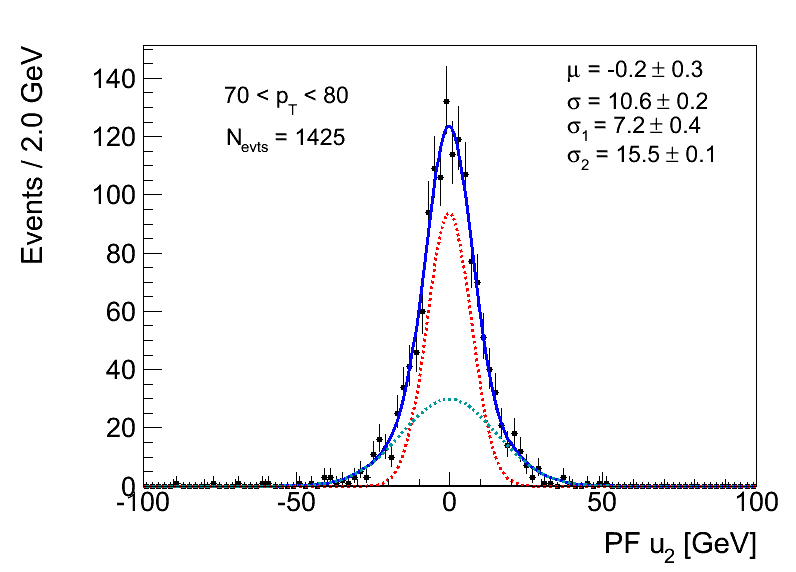 Events / 2.0 GeV
140
120
100
80
60
40
20
0
70 < p_T < 80
N_evts = 1425
μ = -0.2 ± 0.3
σ = 10.6 ± 0.2
σ_1 = 7.2 ± 0.4
σ_2 = 15.5 ± 0.1
-100 -50 0 50 100
PF u_2 [GeV]